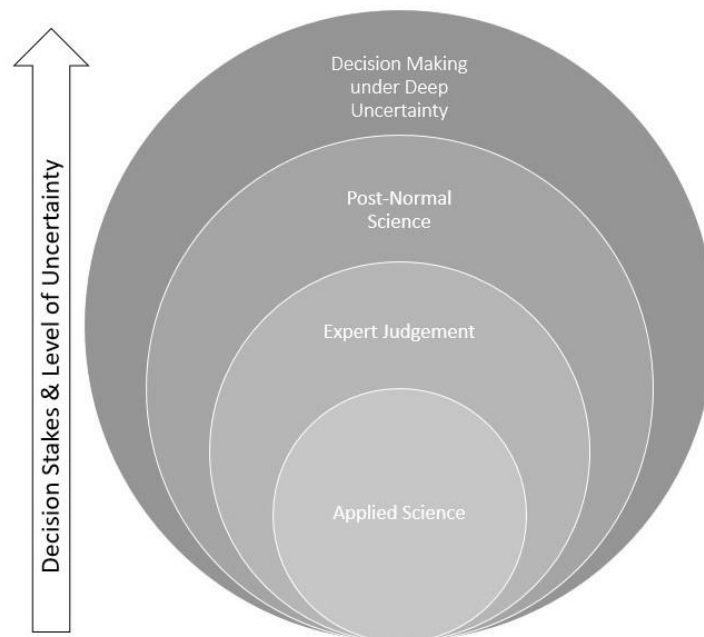 Decision Stakes & Level of Uncertainty
Decision Making
under Deep
Uncertainty
Post-Normal
Science
Expert Judgement
Applied Science